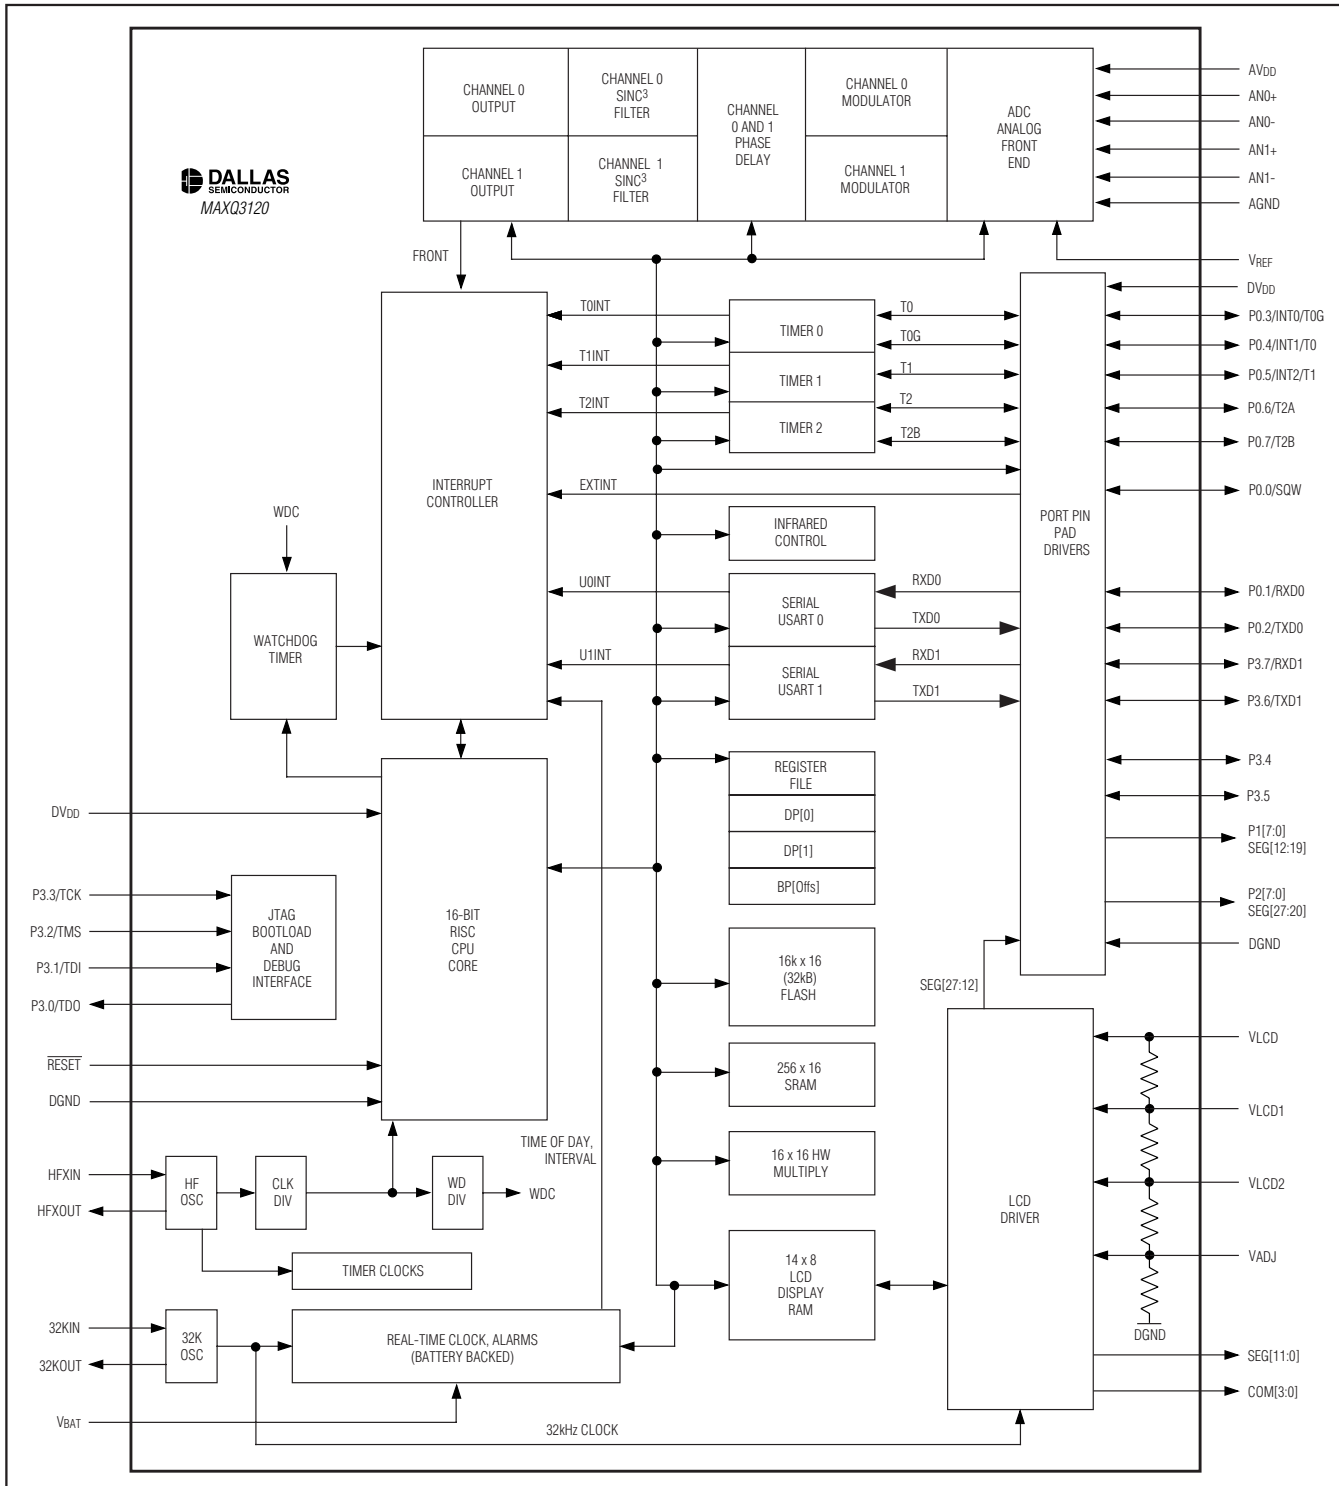 CHANNEL 0
OUTPUT
CHANNEL 0
SINC3
FILTER
CHANNEL
0 AND 1
PHASE
DELAY
CHANNEL 0
MODULATOR
ADC
ANALOG
FRONT
END
CHANNEL 1
OUTPUT
CHANNEL 1
SINC3
FILTER
CHANNEL 1
MODULATOR
AVDD
AN0+
AN0-
AN1+
AN1-
AGND
VREF
DALLAS
SEMICONDUCTOR
MAXQ3120
FRONT
INTERRUPT
CONTROLLER
T0INT
T1INT
T2INT
EXTINT
U0INT
U1INT
TIMER 0
TIMER 1
TIMER 2
T0
T0G
T1
T2
T2B
INFRARED
CONTROL
SERIAL
USART 0
SERIAL
USART 1
RXD0
TXD0
RXD1
TXD1
PORT PIN
PAD
DRIVERS
DVDD
P0.3/INT0/T0G
P0.4/INT1/T0
P0.5/INT2/T1
P0.6/T2A
P0.7/T2B
P0.0/SQW
P0.1/RXD0
P0.2/TXD0
P3.7/RXD1
P3.6/TXD1
P3.4
P3.5
P1[7:0]
SEG[12:19]
P2[7:0]
SEG[27:20]
DGND
WDC
WATCHDOG
TIMER
REGISTER
FILE
DP[0]
DP[1]
BP[Offs]
DVDD
P3.3/TCK
P3.2/TMS
P3.1/TDI
P3.0/TDO
JTAG
BOOTLOAD
AND
DEBUG
INTERFACE
16-BIT
RISC
CPU
CORE
RESET
DGND
16k x 16
(32kB)
FLASH
256 x 16
SRAM
16 x 16 HW
MULTIPLY
14 x 8
LCD
DISPLAY
RAM
SEG[27:12]
LCD
DRIVER
VLCD
VLCD1
VLCD2
VADJ
DGND
SEG[11:0]
COM[3:0]
TIME OF DAY,
INTERVAL
HFXIN
HFXOUT
HF
OSC
CLK
DIV
WD
DIV
WDC
TIMER CLOCKS
32KIN
32KOUT
32K
OSC
REAL-TIME CLOCK, ALARMS
(BATTERY BACKED)
VBAT
32kHz CLOCK